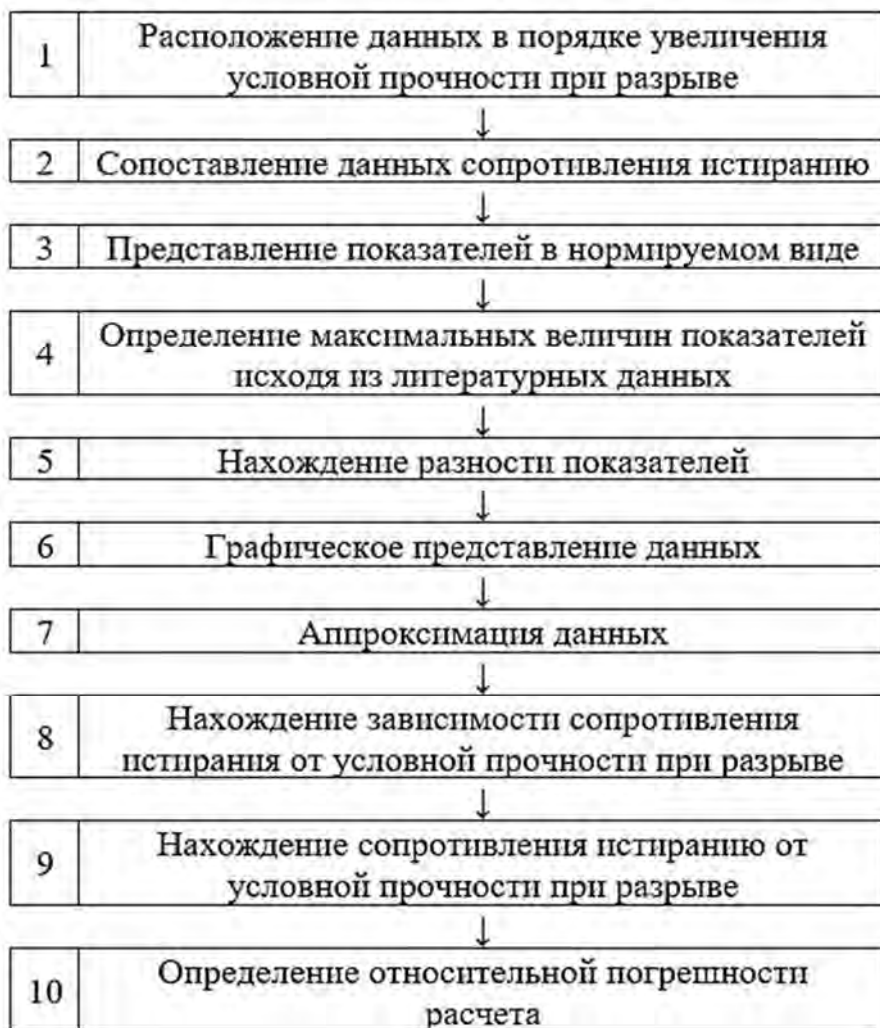 1 Расположение данных в порядке увеличения
условной прочности при разрыве
↓
2 Сопоставление данных сопротивления истиранию
↓
3 Представление показателей в нормируемом виде
↓
4 Определение максимальных величин показателей
исходя из литературных данных
↓
5 Нахождение разности показателей
↓
6 Графическое представление данных
↓
7 Аппроксимация данных
↓
8 Нахождение зависимости сопротивления
истирания от условной прочности при разрыве
↓
9 Нахождение сопротивления истиранию от
условной прочности при разрыве
↓
10 Определение относительной погрешности
расчета